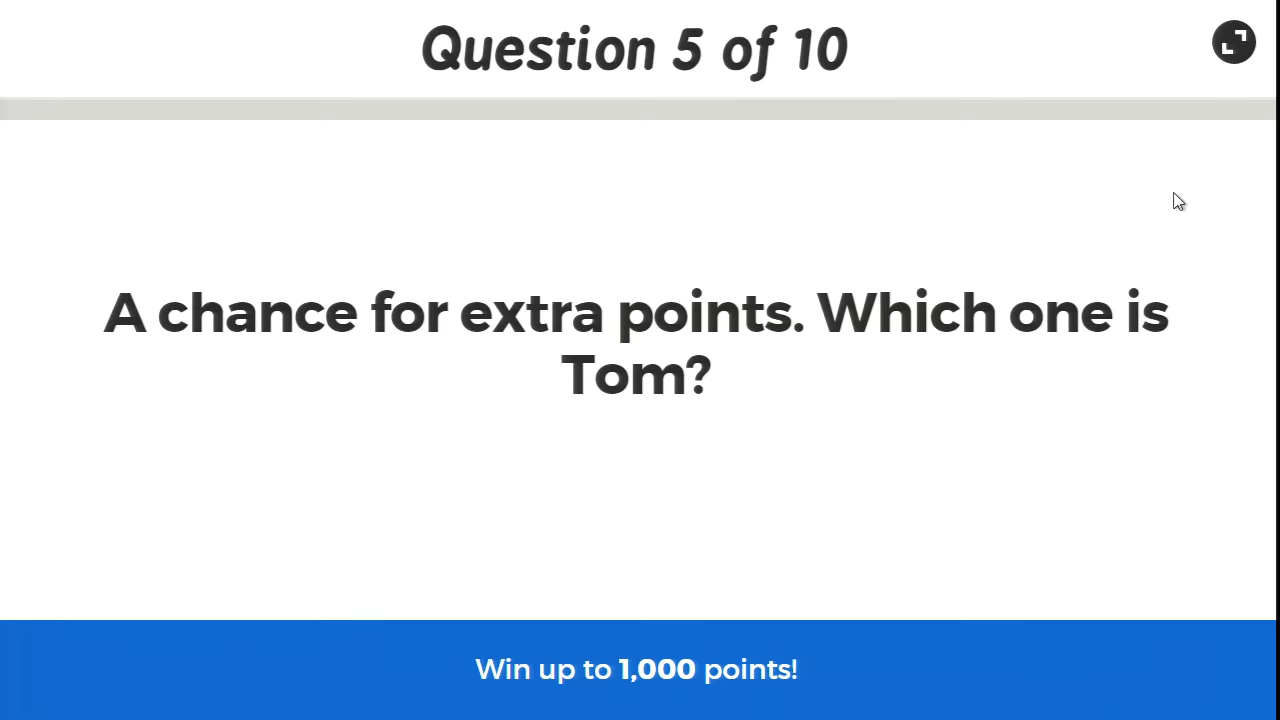 Question 5 of 10
A chance for extra points. Which one is
Tom?
Win up to 1,000 points!